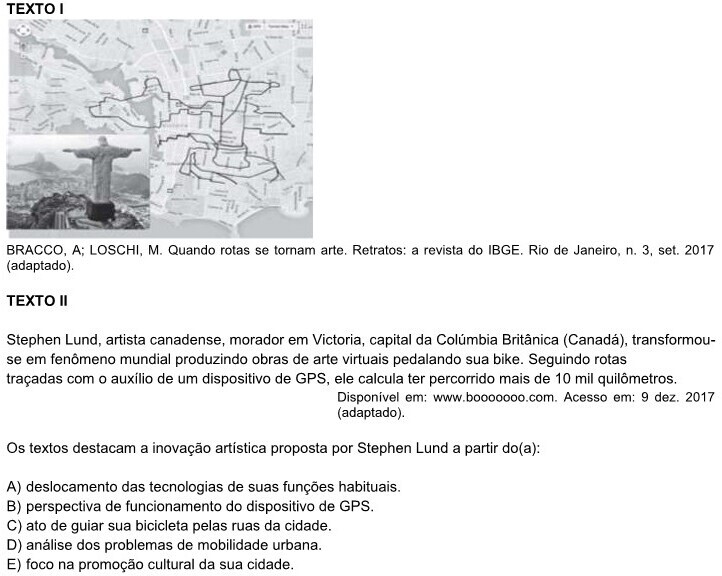 TEXTO I
BRACCO, A; LOSCHI, M. Quando rotas se tornam arte. Retratos: a revista do IBGE. Rio de Janeiro, n. 3, set. 2017
(adaptado).
TEXTO II
Stephen Lund, artista canadense, morador em Victoria, capital da Colúmbia Britânica (Canadá), transformou-
se em fenômeno mundial produzindo obras de arte virtuais pedalando sua bike. Seguindo rotas
traçadas com o auxílio de um dispositivo de GPS, ele calcula ter percorrido mais de 10 mil quilômetros.
Disponível em: www.booooooo.com. Acesso em: 9 dez. 2017
(adaptado).
Os textos destacam a inovação artística proposta por Stephen Lund a partir do(a):
A) deslocamento das tecnologias de suas funções habituais.
B) perspectiva de funcionamento do dispositivo de GPS.
C) ato de guiar sua bicicleta pelas ruas da cidade.
D) análise dos problemas de mobilidade urbana.
E) foco na promoção cultural da sua cidade.